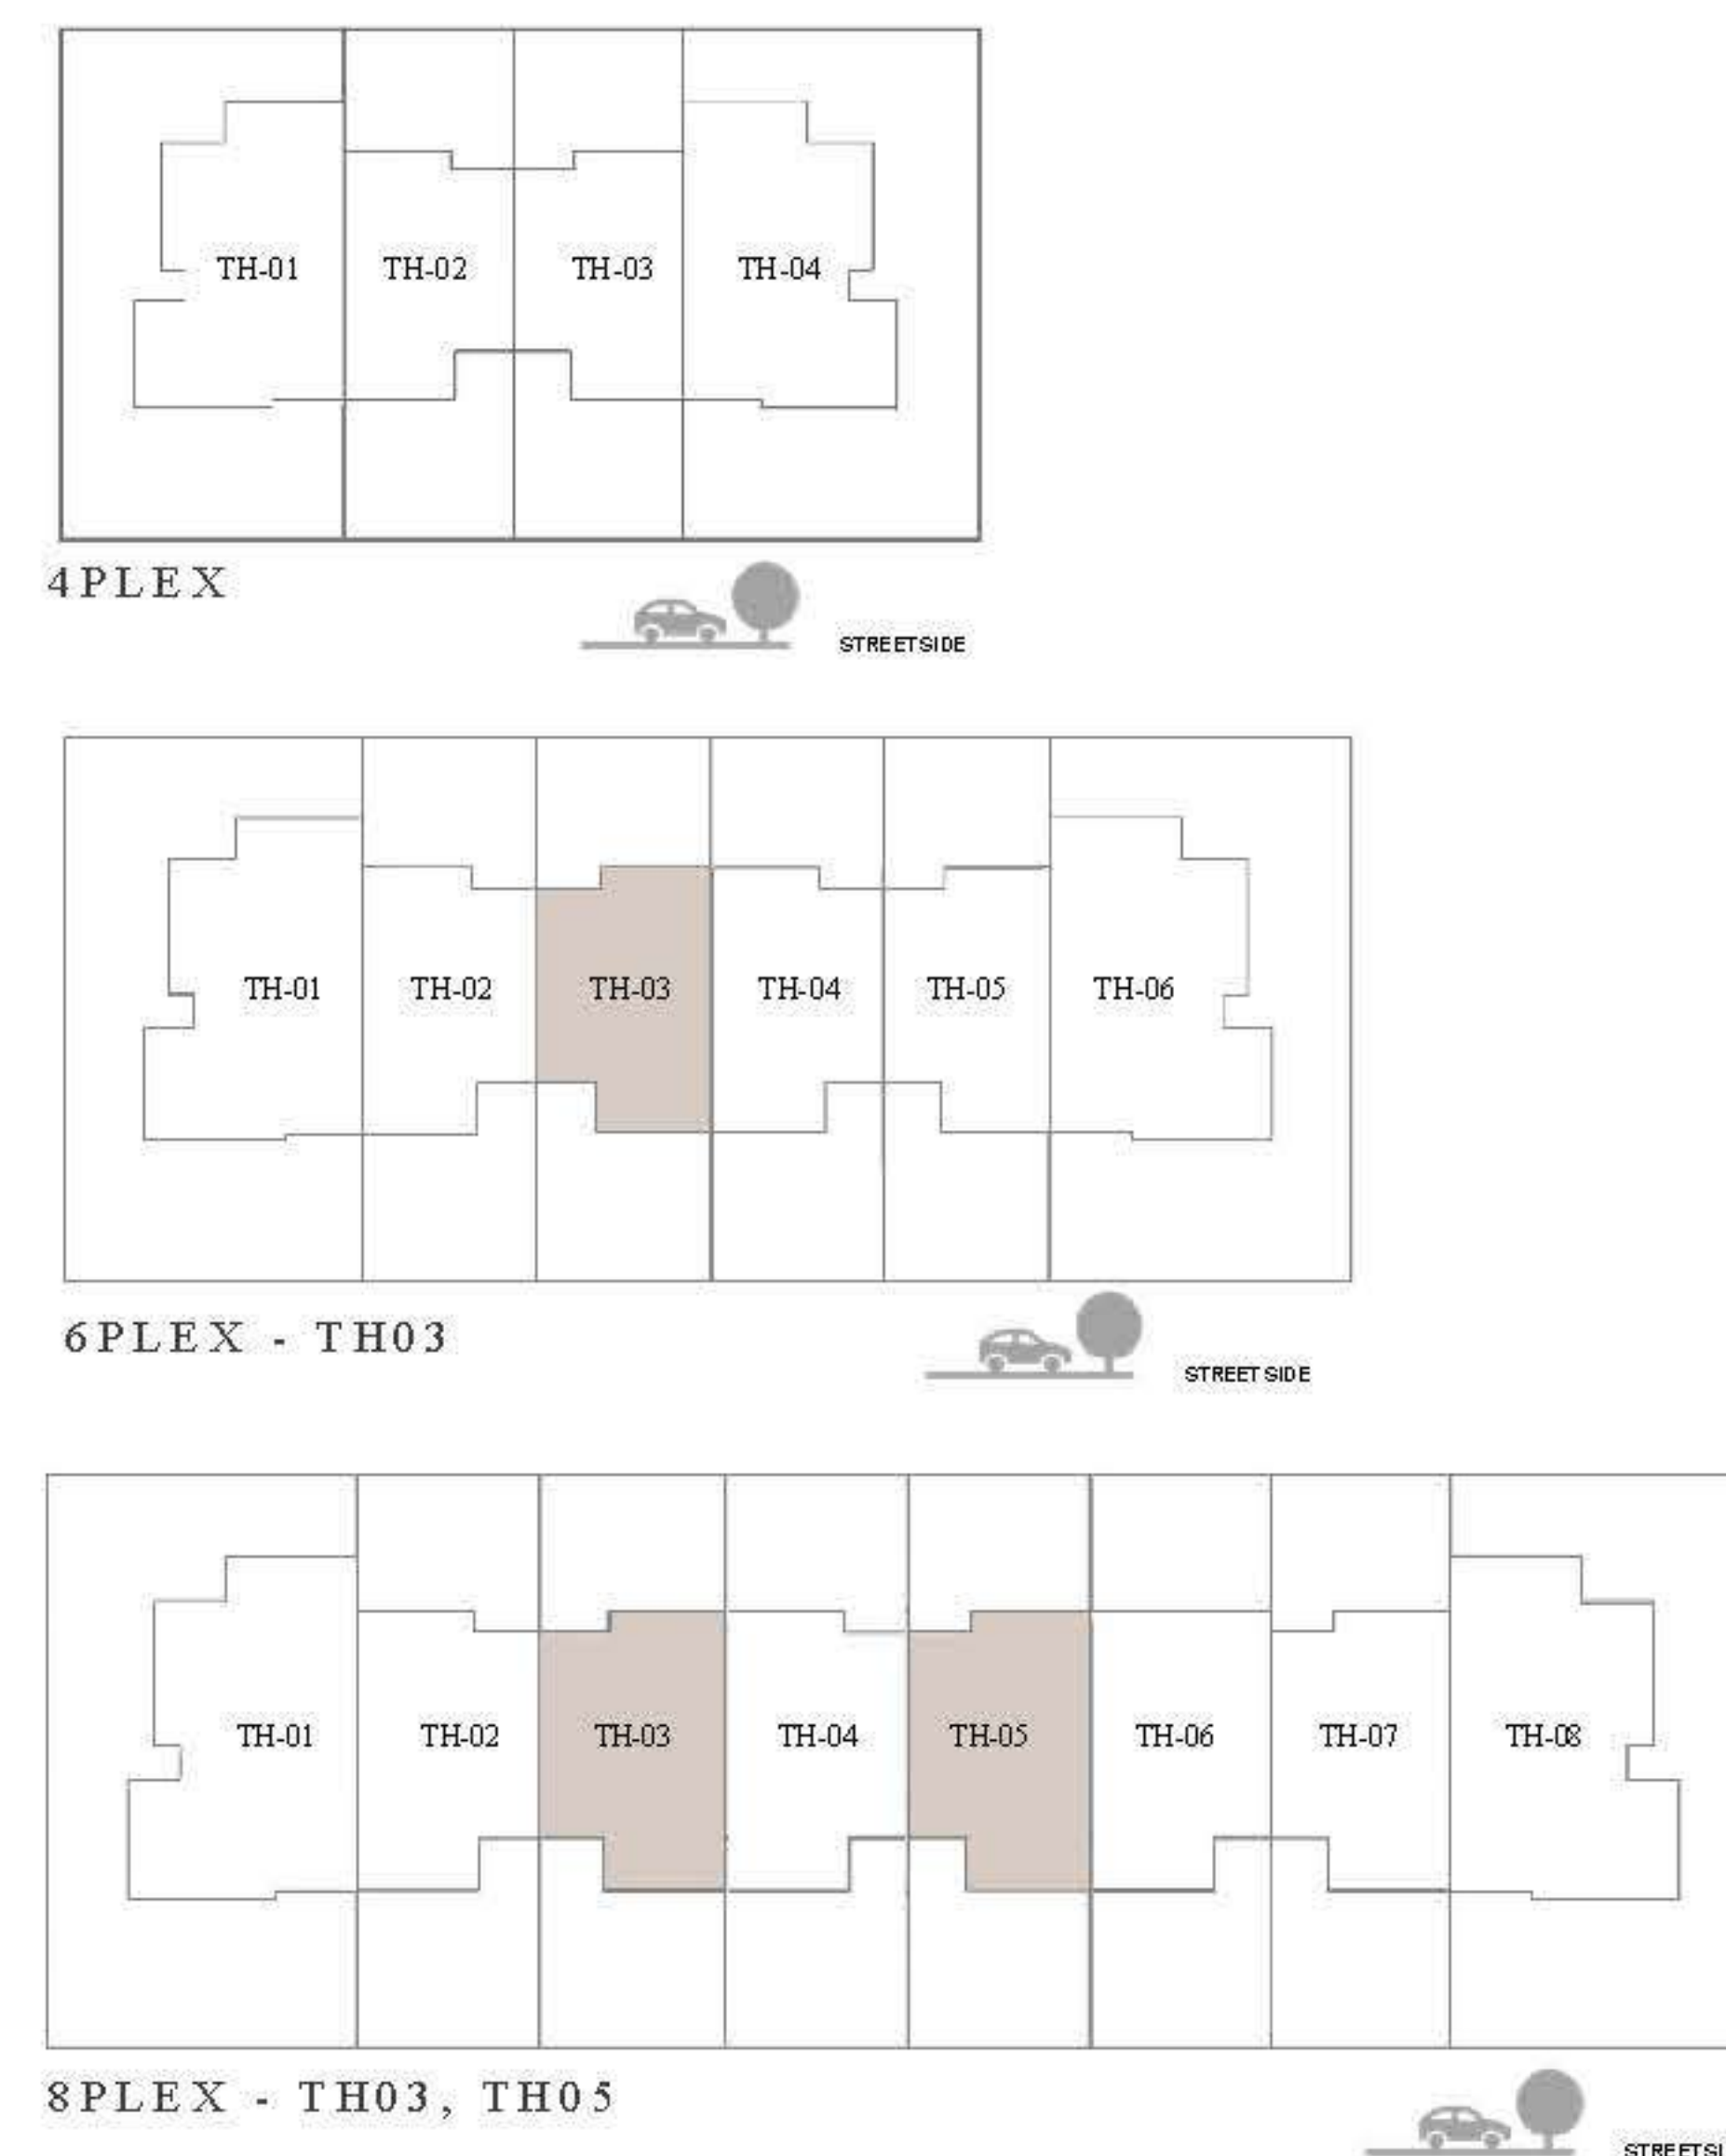 TH-01 TH-02 TH-03 TH-04
4PLEX
STREETSIDE
TH-01 TH-02 TH-03 TH-04 TH-05 TH-06
6PLEX - TH03
STREETSIDE
TH-01 TH-02 TH-03 TH-04 TH-05 TH-06 TH-07 TH-08
8PLEX - TH03, TH05
STREETSI